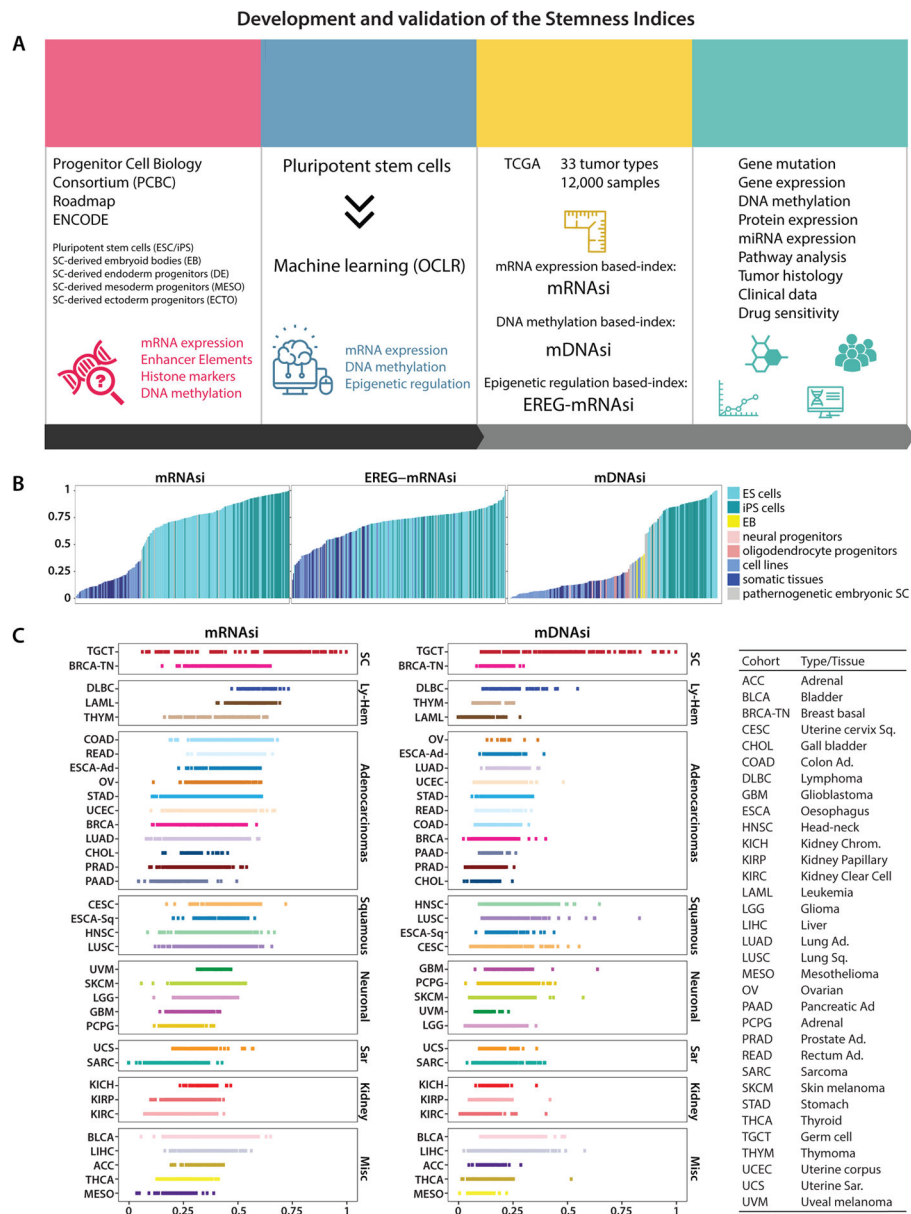 Development and validation of the Stemness Indices
A
Progenitor Cell Biology
Consortium (PCBC)
Roadmap
ENCODE
Pluripotent stem cells (ESC/iPS)
SC-derived embryoid bodies (EB)
SC-derived endoderm progenitors (DE)
SC-derived mesoderm progenitors (MESO)
SC-derived ectoderm progenitors (ECTO)
?
mRNA expression
Enhancer Elements
Histone markers
DNA methylation
Pluripotent stem cells
Machine learning (OCLR)
mRNA expression
DNA methylation
Epigenetic regulation
TCGA 33 tumor types
12,000 samples
mRNA expression based-index:
mRNAsi
DNA methylation based-index:
mDNAsi
Epigenetic regulation based-index:
EREG-mRNAsi
Gene mutation
Gene expression
DNA methylation
Protein expression
miRNA expression
Pathway analysis
Tumor histology
Clinical data
Drug sensitivity
B
mRNAsi
EREG–mRNAsi
mDNAsi
1
0.75
0.5
0.25
0
ES cells
iPS cells
EB
neural progenitors
oligodendrocyte progenitors
cell lines
somatic tissues
pathernogenetic embryonic SC
C
mRNAsi
TGCT
BRCA-TN
SC
DLBC
LAML
THYM
Ly-Hem
COAD
READ
ESCA-Ad
OV
STAD
UCEC
BRCA
LUAD
CHOL
PRAD
PAAD
Adenocarcinomas
CESC
ESCA-Sq
HNSC
LUSC
Squamous
UVM
SKCM
LGG
GBM
PCPG
Neuronal
UCS
SARC
Sar
KICH
KIRP
KIRC
Kidney
BLCA
LIHC
ACC
THCA
MESO
Misc
0 0.25 0.5 0.75 1
mDNAsi
TGCT
BRCA-TN
SC
DLBC
THYM
LAML
Ly-Hem
OV
ESCA-Ad
LUAD
UCEC
STAD
READ
COAD
BRCA
PAAD
PRAD
CHOL
Adenocarcinomas
HNSC
LUSC
ESCA-Sq
CESC
Squamous
GBM
PCPG
SKCM
UVM
LGG
Neuronal
UCS
SARC
Sar
KICH
KIRP
KIRC
Kidney
BLCA
LIHC
ACC
THCA
MESO
Misc
0 0.25 0.5 0.75 1
Cohort Type/Tissue
ACC Adrenal
BLCA Bladder
BRCA-TN Breast basal
CESC Uterine cervix Sq.
CHOL Gall bladder
COAD Colon Ad.
DLBC Lymphoma
GBM Glioblastoma
ESCA Oesophagus
HNSC Head-neck
KICH Kidney Chrom.
KIRP Kidney Papillary
KIRC Kidney Clear Cell
LAML Leukemia
LGG Glioma
LIHC Liver
LUAD Lung Ad.
LUSC Lung Sq.
MESO Mesothelioma
OV Ovarian
PAAD Pancreatic Ad
PCPG Adrenal
PRAD Prostate Ad.
READ Rectum Ad.
SARC Sarcoma
SKCM Skin melanoma
STAD Stomach
THCA Thyroid
TGCT Germ cell
THYM Thymoma
UCEC Uterine corpus
UCS Uterine Sar.
UVM Uveal melanoma